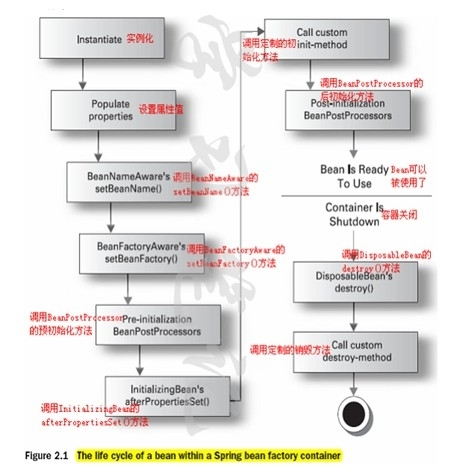 Instantiate 实例化
Populate
properties
设置属性值
BeanNameAware's
setBeanName()
调用BeanNameAware的
setBeanName()方法
BeanFactoryAware's
setBeanFactory()
调用BeanFactoryAware的
setBeanFactory()方法
Pre-initialization
BeanPostProcessors
调用BeanPostProcessor
的预初始化方法
InitializingBean's
afterPropertiesSet()
调用InitializingBean的
afterPropertiesSet()方法
Call custom
init-method
调用定制的初
始化方法
调用BeanPostProcessor的
后初始化方法
Post-initialization
BeanPostProcessors
Bean Is Ready
To Use
Bean可以
被使用了
Container Is
Shutdown
容器关闭
调用DisposableBean的
destroy()方法
DisposableBean's
destroy()
Call custom
destroy-method
调用定制的销毁方法
Figure 2.1 The life cycle of a bean within a Spring bean factory container